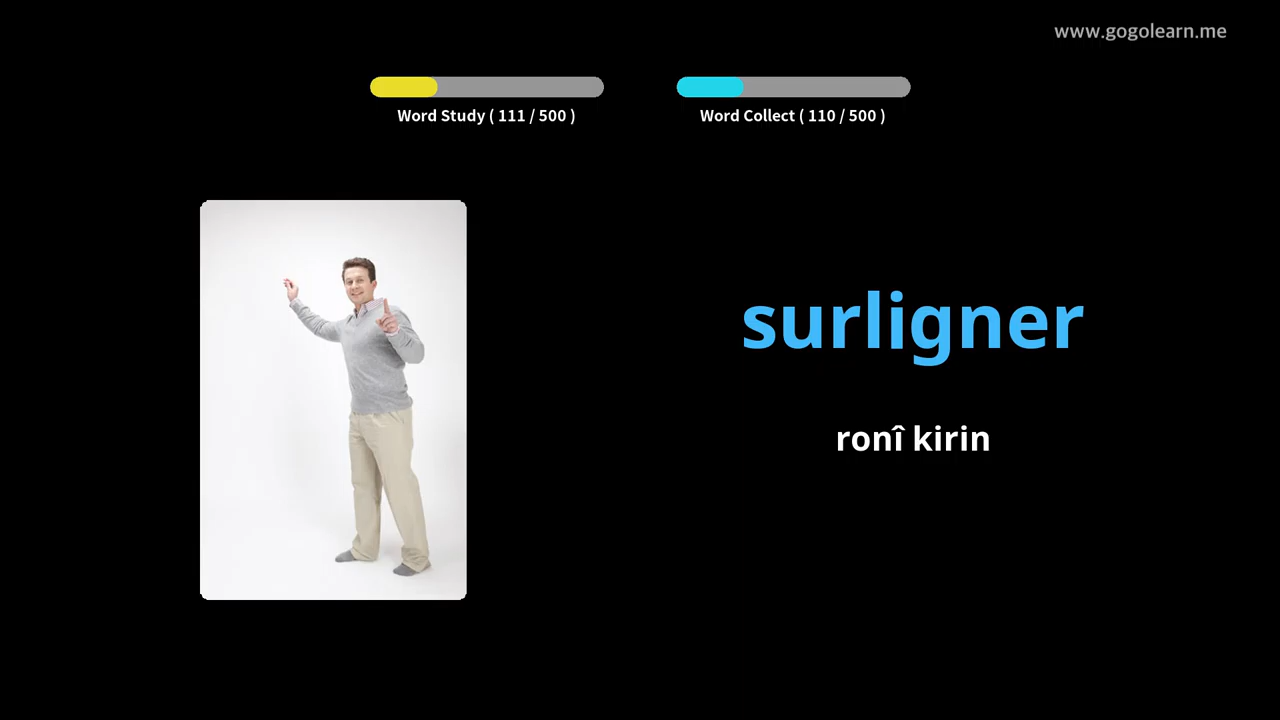 www.gogolearn.me
Word Study ( 111 / 500 )
Word Collect ( 110 / 500 )
surligner
ronî kirin